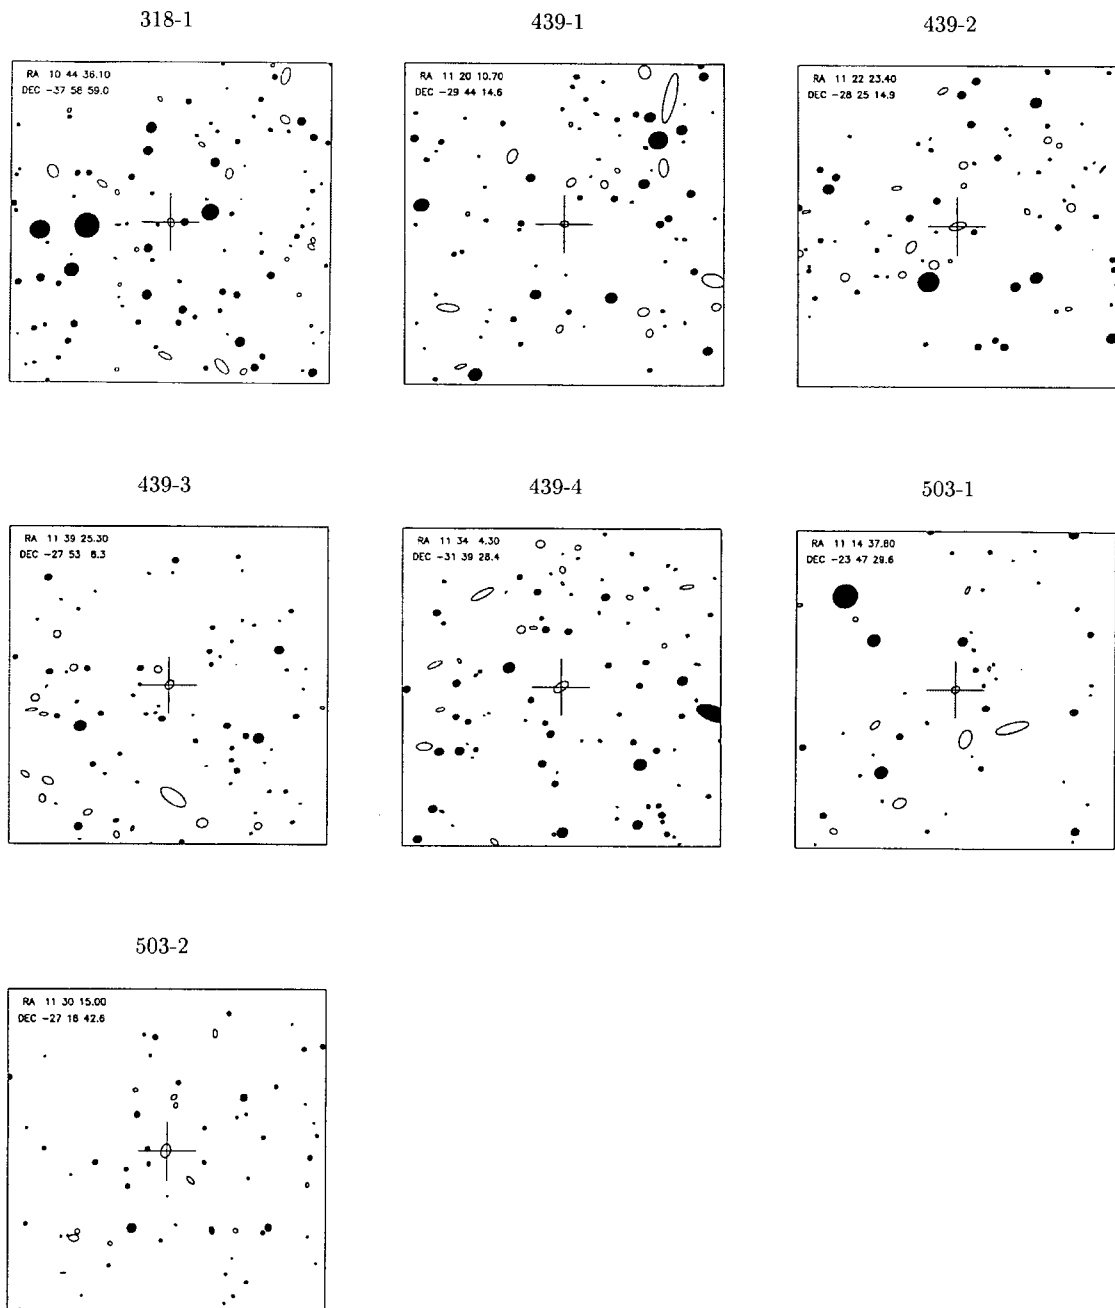 318-1
439-1
439-2
RA 10 44 36.10
DEC -37 58 59.0
RA 11 20 10.70
DEC -29 44 14.6
RA 11 22 23.40
DEC -28 25 14.9
439-3
439-4
503-1
RA 11 39 25.30
DEC -27 53 6.3
RA 11 34 4.30
DEC -31 39 28.4
RA 11 14 37.80
DEC -23 47 29.6
503-2
RA 11 30 15.00
DEC -27 18 42.6